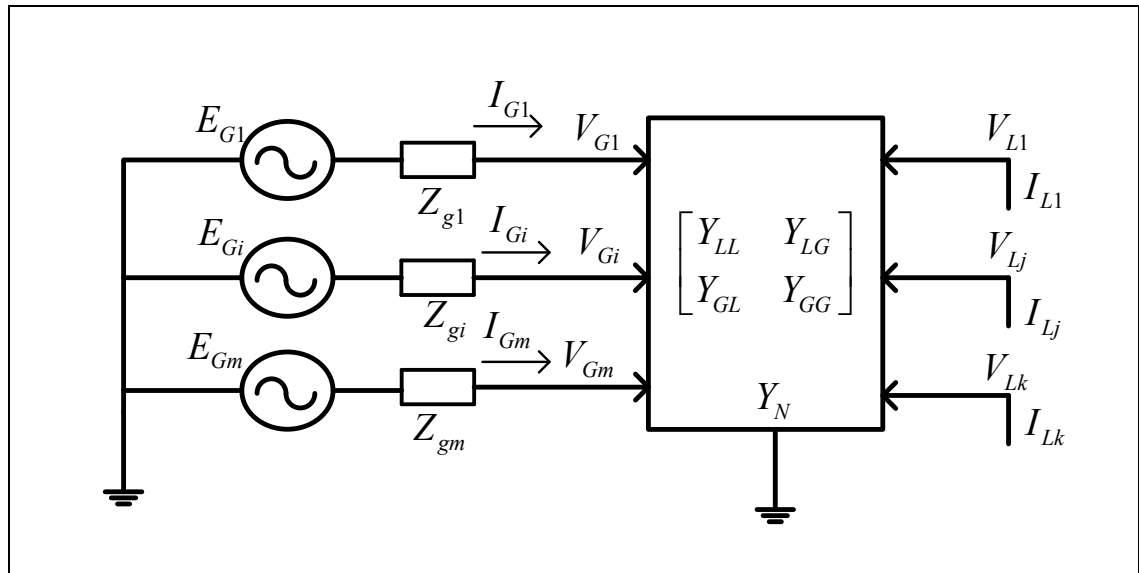 I_{G1}
E_{G1}
V_{G1}
Z_{g1}
V_{L1}
I_{L1}
E_{Gi}
I_{Gi}
V_{Gi}
Z_{gi}
Y_{LL} Y_{LG}
Y_{GL} Y_{GG}
V_{Lj}
I_{Lj}
E_{Gm}
I_{Gm}
V_{Gm}
Z_{gm}
Y_N
V_{Lk}
I_{Lk}